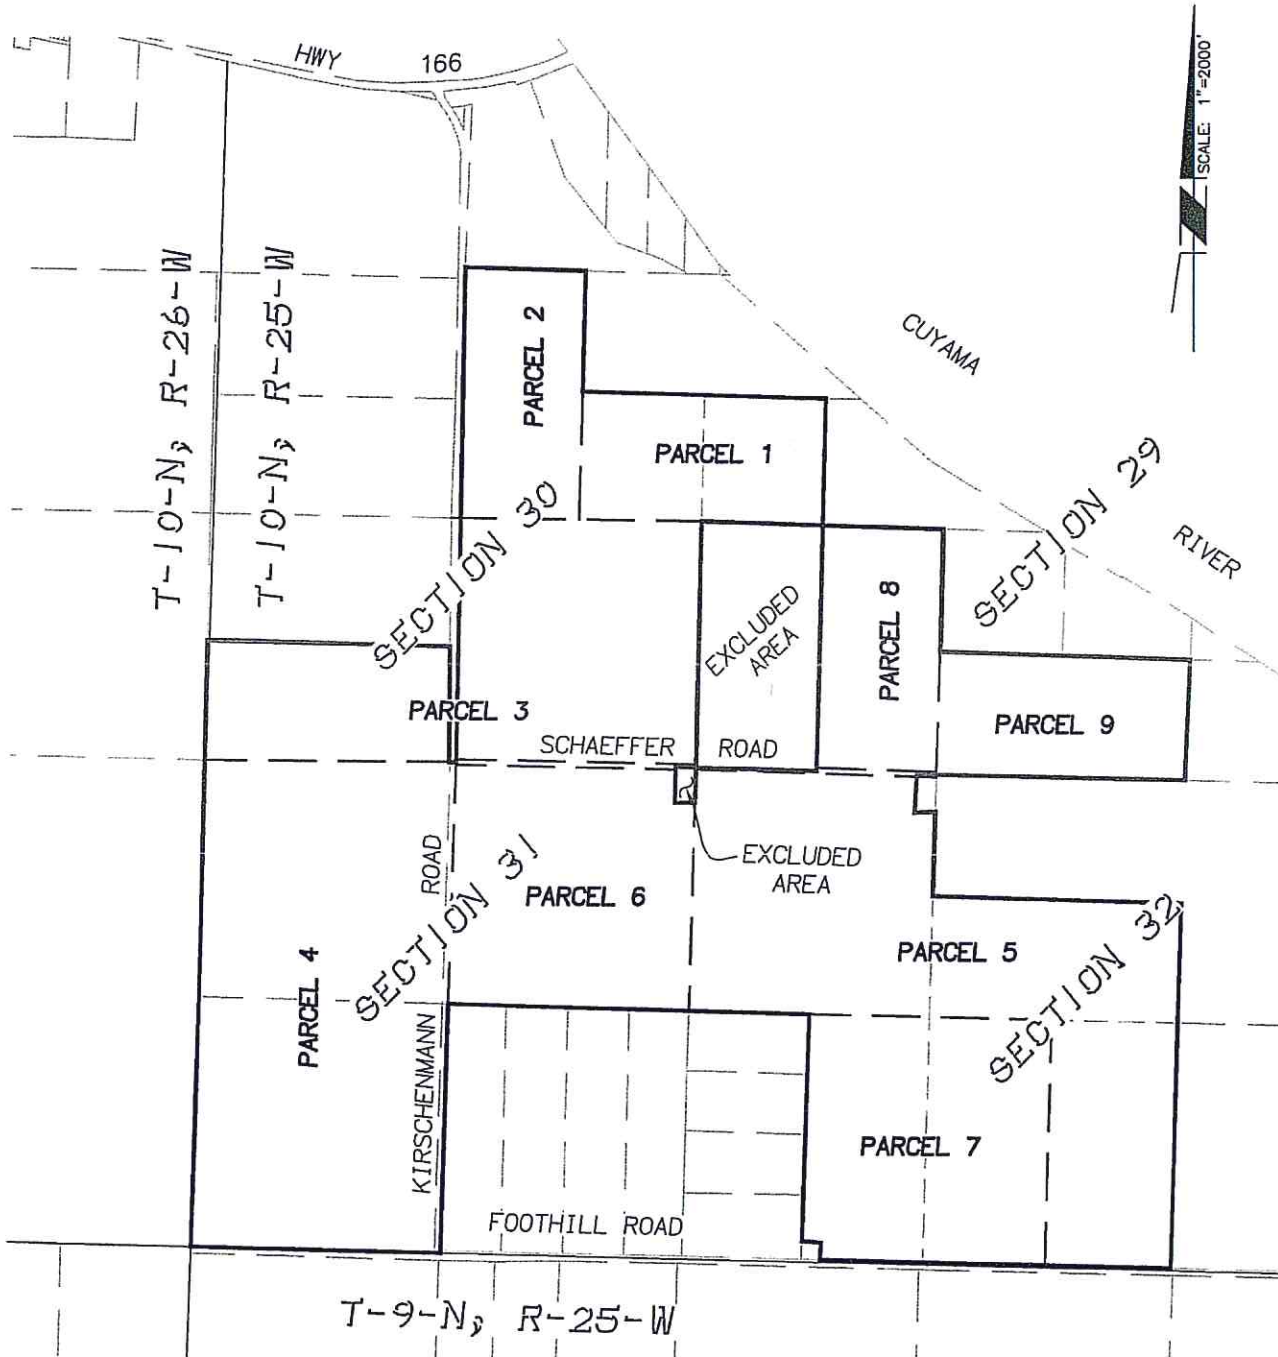 HWY 166
SCALE: 1"=2000'
T-10-N, R-26-W
T-10-N, R-25-W
PARCEL 2
CUYAMA
RIVER
PARCEL 1
SECTION 30
SECTION 29
EXCLUDED
AREA
PARCEL 8
PARCEL 3
PARCEL 9
SCHAEFFER ROAD
EXCLUDED
AREA
ROAD
SECTION 31
PARCEL 6
PARCEL 5
SECTION 32
PARCEL 4
KIRSCHENMANN
PARCEL 7
FOOTHILL ROAD
T-9-N, R-25-W